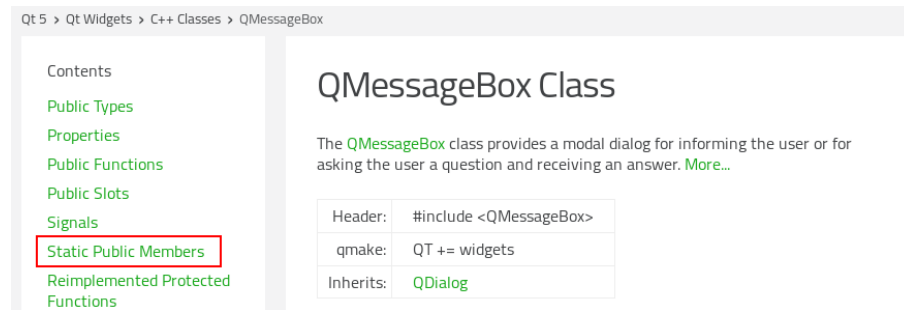 Qt 5 › Qt Widgets › C++ Classes › QMessageBox
Contents
Public Types
Properties
Public Functions
Public Slots
Signals
Static Public Members
Reimplemented Protected
Functions
QMessageBox Class
The QMessageBox class provides a modal dialog for informing the user or for
asking the user a question and receiving an answer. More...
Header: #include <QMessageBox>
qmake: QT += widgets
Inherits: QDialog